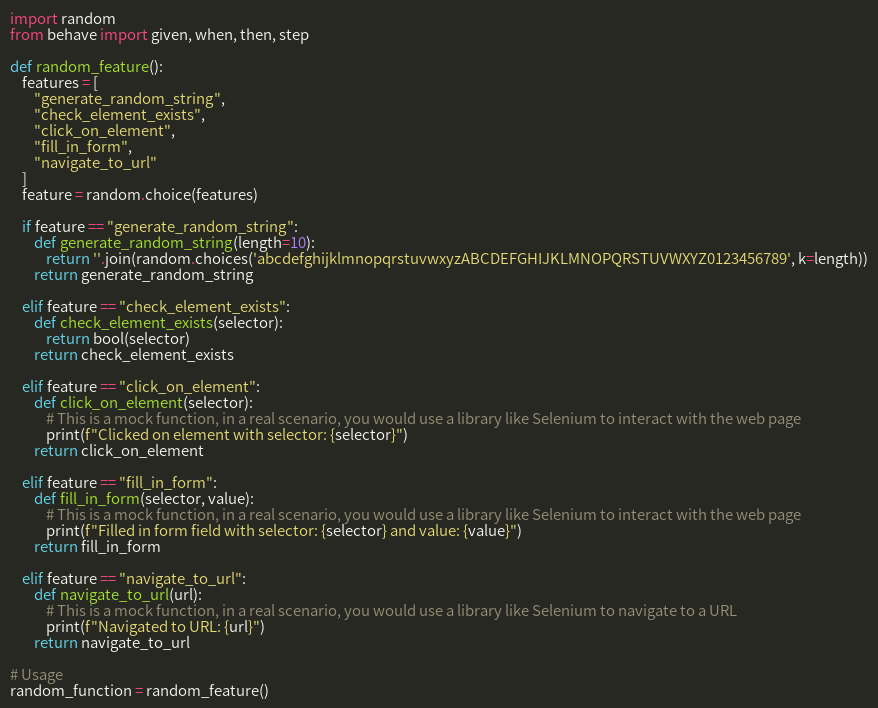 import random
from behave import given, when, then, step

def random_feature():
    features = [
        "generate_random_string",
        "check_element_exists",
        "click_on_element",
        "fill_in_form",
        "navigate_to_url"
    ]
    feature = random.choice(features)

    if feature == "generate_random_string":
        def generate_random_string(length=10):
            return ''.join(random.choices('abcdefghijklmnopqrstuvwxyzABCDEFGHIJKLMNOPQRSTUVWXYZ0123456789', k=length))
        return generate_random_string

    elif feature == "check_element_exists":
        def check_element_exists(selector):
            return bool(selector)
        return check_element_exists

    elif feature == "click_on_element":
        def click_on_element(selector):
            # This is a mock function, in a real scenario, you would use a library like Selenium to interact with the web page
            print(f"Clicked on element with selector: {selector}")
        return click_on_element

    elif feature == "fill_in_form":
        def fill_in_form(selector, value):
            # This is a mock function, in a real scenario, you would use a library like Selenium to interact with the web page
            print(f"Filled in form field with selector: {selector} and value: {value}")
        return fill_in_form

    elif feature == "navigate_to_url":
        def navigate_to_url(url):
            # This is a mock function, in a real scenario, you would use a library like Selenium to navigate to a URL
            print(f"Navigated to URL: {url}")
        return navigate_to_url

# Usage
random_function = random_feature()